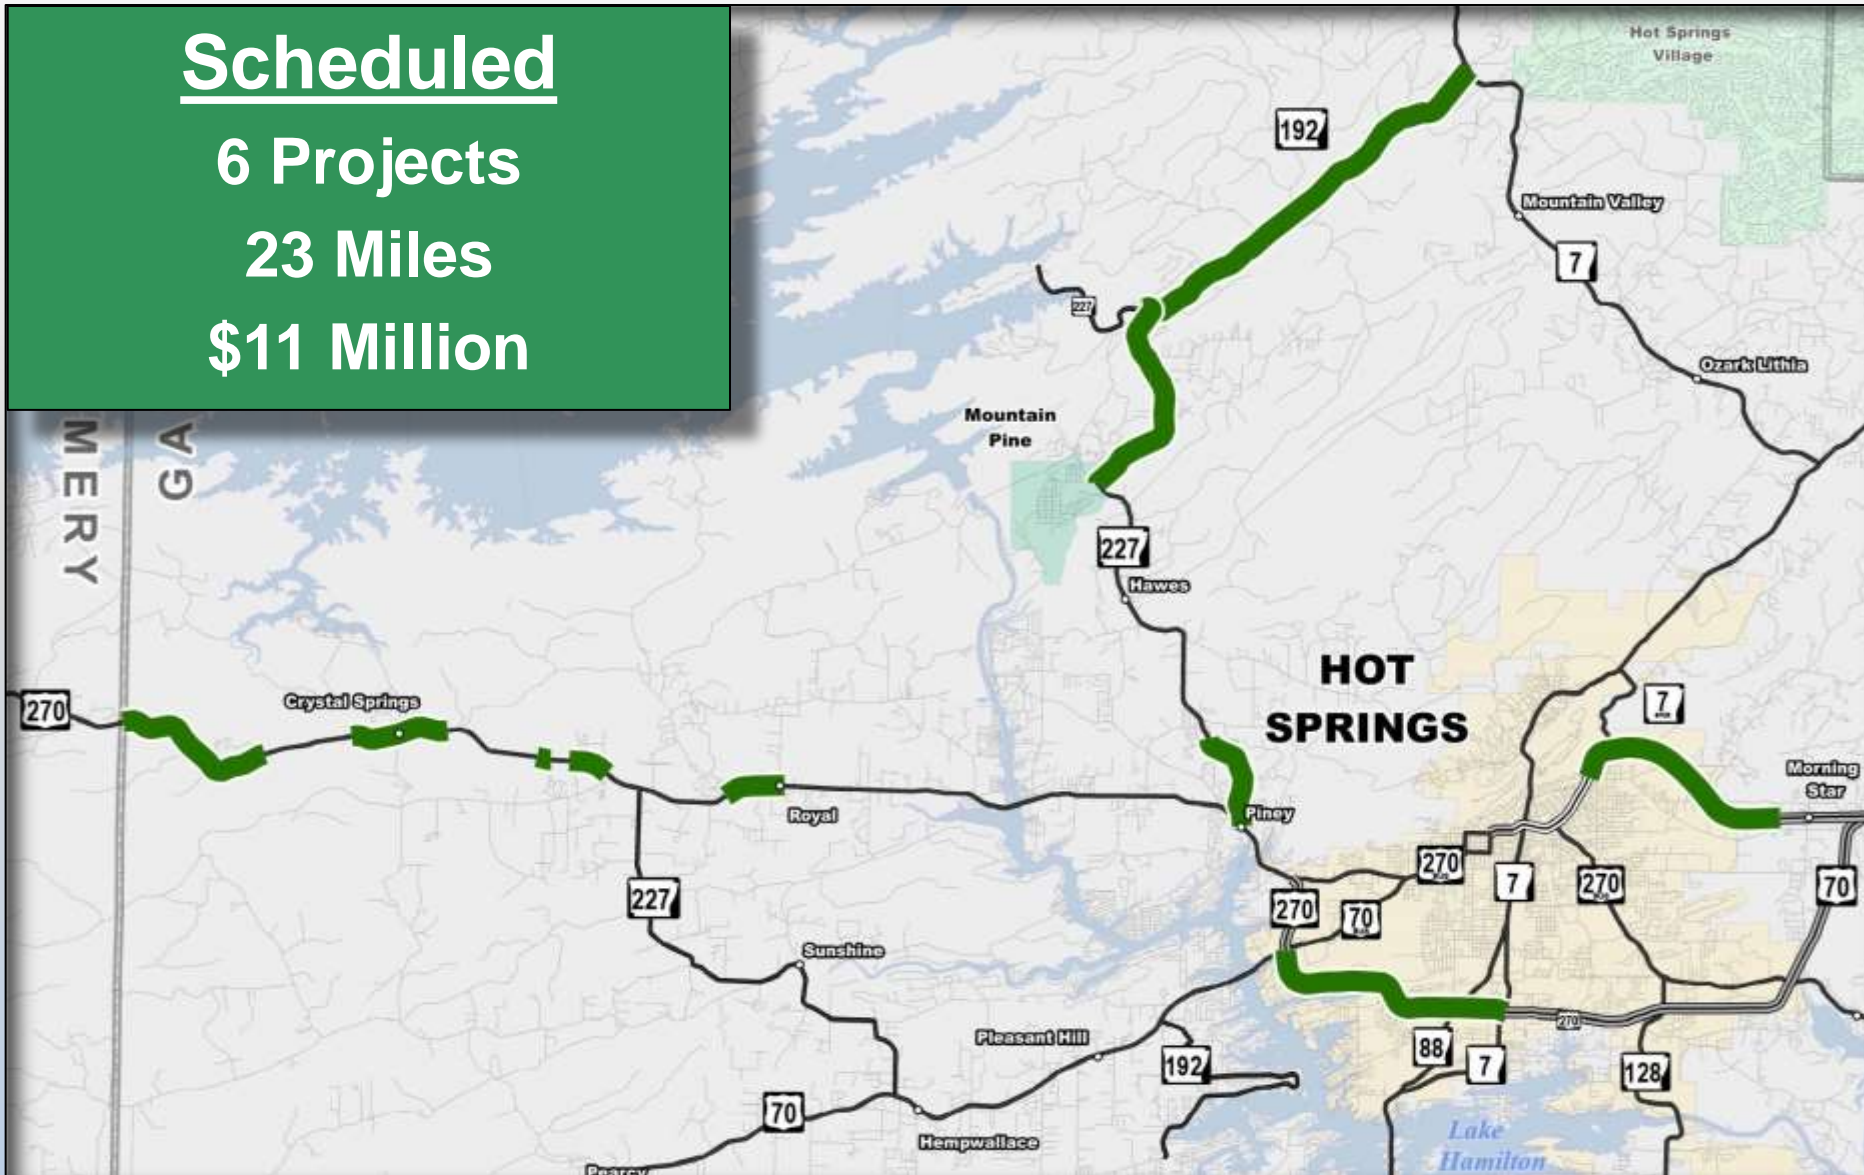 Scheduled
6 Projects
23 Miles
$11 Million
Hot Springs
Village
192
Mountain Valley
7
227
Ozark Lithia
Mountain
Pine
MERY
GA
227
Hawes
HOT
SPRINGS
270
Crystal Springs
7
Morning
Star
Royal
Piney
270
7
270
70
227
270
70
Sunshine
270
Pleasant Hill
88
7
192
128
70
Hempwallace
Lake
Hamilton
Pearcy